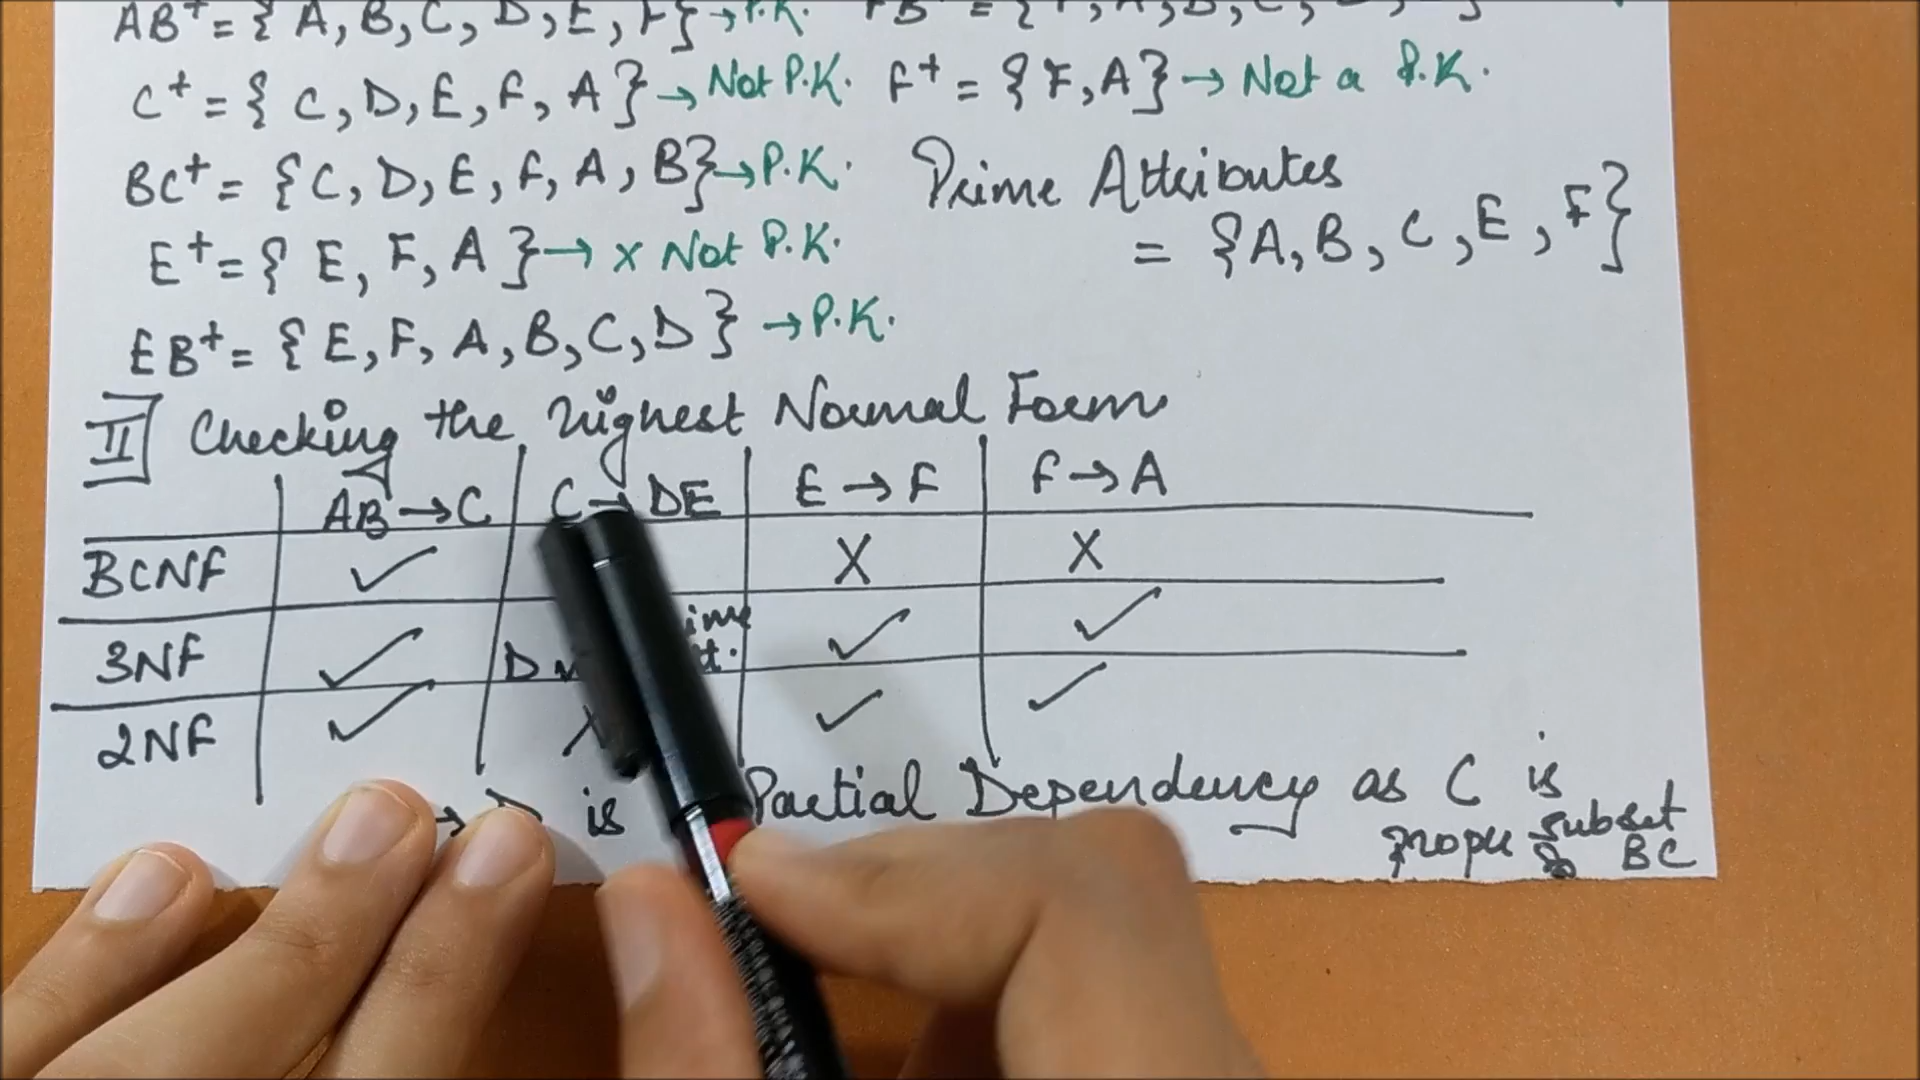 AB⁺ = { A, B, C, D, E, F} → P.K.
C⁺ = { C, D, E, F, A } → Not P.K. F⁺ = { F, A } → Not a P.K.
BC⁺ = { C, D, E, F, A, B} → P.K. Prime Attributes
E⁺ = { E, F, A } → x Not P.K. = {A, B, C, E, F}
EB⁺ = { E, F, A, B, C, D } → P.K.
II Checking the Highest Normal Form
AB → C C → DE E → F F → A
BCNF ✓ X X
3NF ✓ D ✓ ✓
2NF ✓ X ✓ ✓
→ D is Partial Dependency as C is
proper subset
of BC